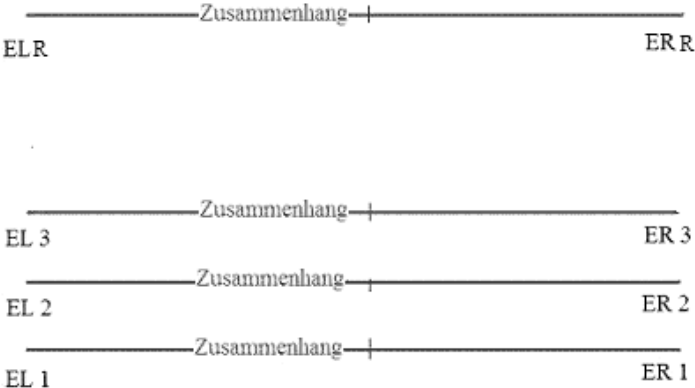 Zusammenhang
ELR ERR
Zusammenhang
EL 3 ER 3
Zusammenhang
EL 2 ER 2
Zusammenhang
EL 1 ER 1